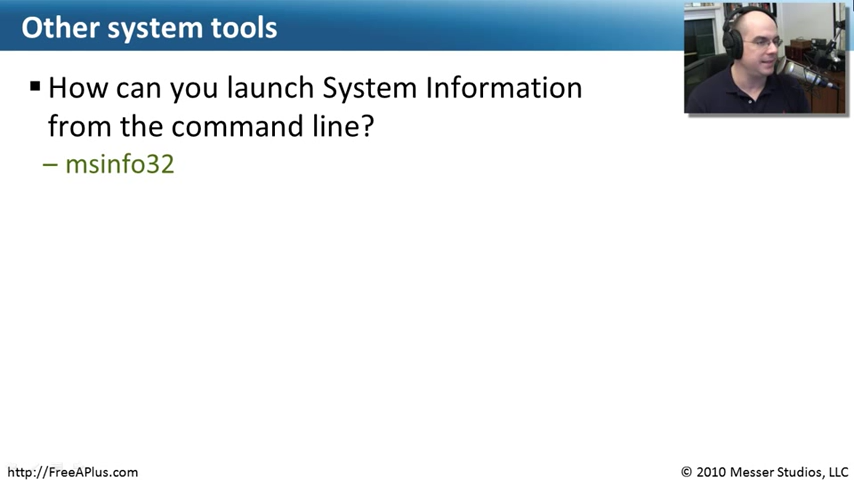 Other system tools
▪ How can you launch System Information
from the command line?
– msinfo32
http://FreeAPlus.com
© 2010 Messer Studios, LLC